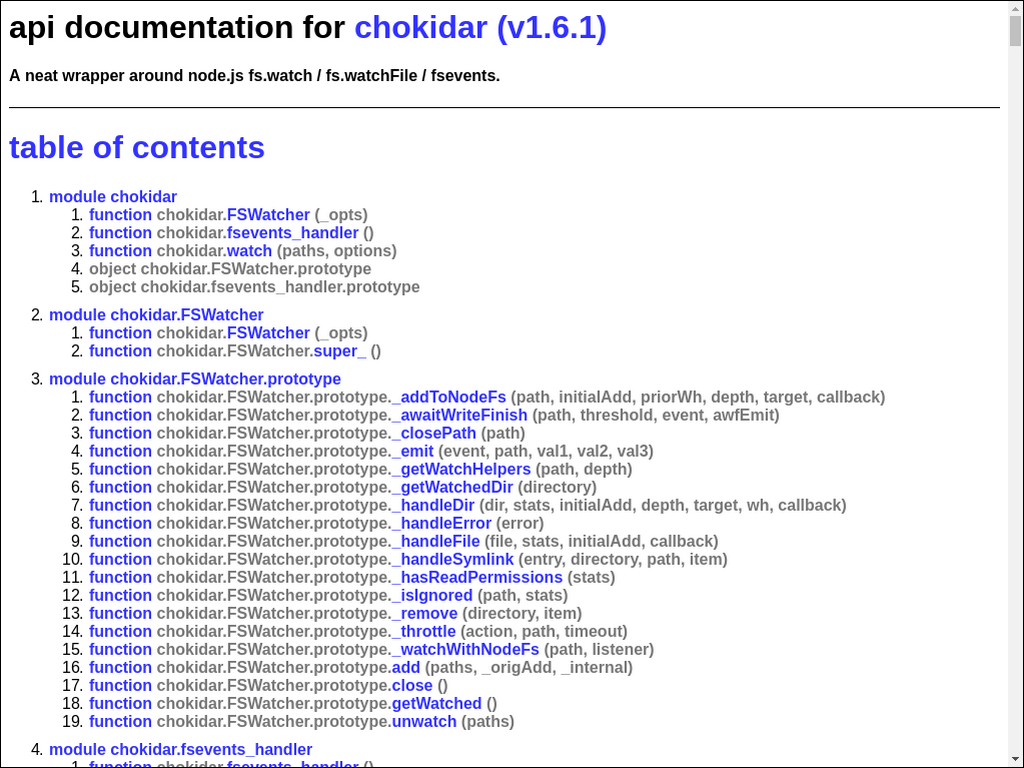 api documentation for chokidar (v1.6.1)
A neat wrapper around node.js fs.watch / fs.watchFile / fsevents.
table of contents
1. module chokidar
1. function chokidar.FSWatcher (_opts)
2. function chokidar.fsevents_handler ()
3. function chokidar.watch (paths, options)
4. object chokidar.FSWatcher.prototype
5. object chokidar.fsevents_handler.prototype
2. module chokidar.FSWatcher
1. function chokidar.FSWatcher (_opts)
2. function chokidar.FSWatcher.super_ ()
3. module chokidar.FSWatcher.prototype
1. function chokidar.FSWatcher.prototype._addToNodeFs (path, initialAdd, priorWh, depth, target, callback)
2. function chokidar.FSWatcher.prototype._awaitWriteFinish (path, threshold, event, awfEmit)
3. function chokidar.FSWatcher.prototype._closePath (path)
4. function chokidar.FSWatcher.prototype._emit (event, path, val1, val2, val3)
5. function chokidar.FSWatcher.prototype._getWatchHelpers (path, depth)
6. function chokidar.FSWatcher.prototype._getWatchedDir (directory)
7. function chokidar.FSWatcher.prototype._handleDir (dir, stats, initialAdd, depth, target, wh, callback)
8. function chokidar.FSWatcher.prototype._handleError (error)
9. function chokidar.FSWatcher.prototype._handleFile (file, stats, initialAdd, callback)
10. function chokidar.FSWatcher.prototype._handleSymlink (entry, directory, path, item)
11. function chokidar.FSWatcher.prototype._hasReadPermissions (stats)
12. function chokidar.FSWatcher.prototype._isIgnored (path, stats)
13. function chokidar.FSWatcher.prototype._remove (directory, item)
14. function chokidar.FSWatcher.prototype._throttle (action, path, timeout)
15. function chokidar.FSWatcher.prototype._watchWithNodeFs (path, listener)
16. function chokidar.FSWatcher.prototype.add (paths, _origAdd, _internal)
17. function chokidar.FSWatcher.prototype.close ()
18. function chokidar.FSWatcher.prototype.getWatched ()
19. function chokidar.FSWatcher.prototype.unwatch (paths)
4. module chokidar.fsevents_handler
1. function chokidar.fsevents_handler ()